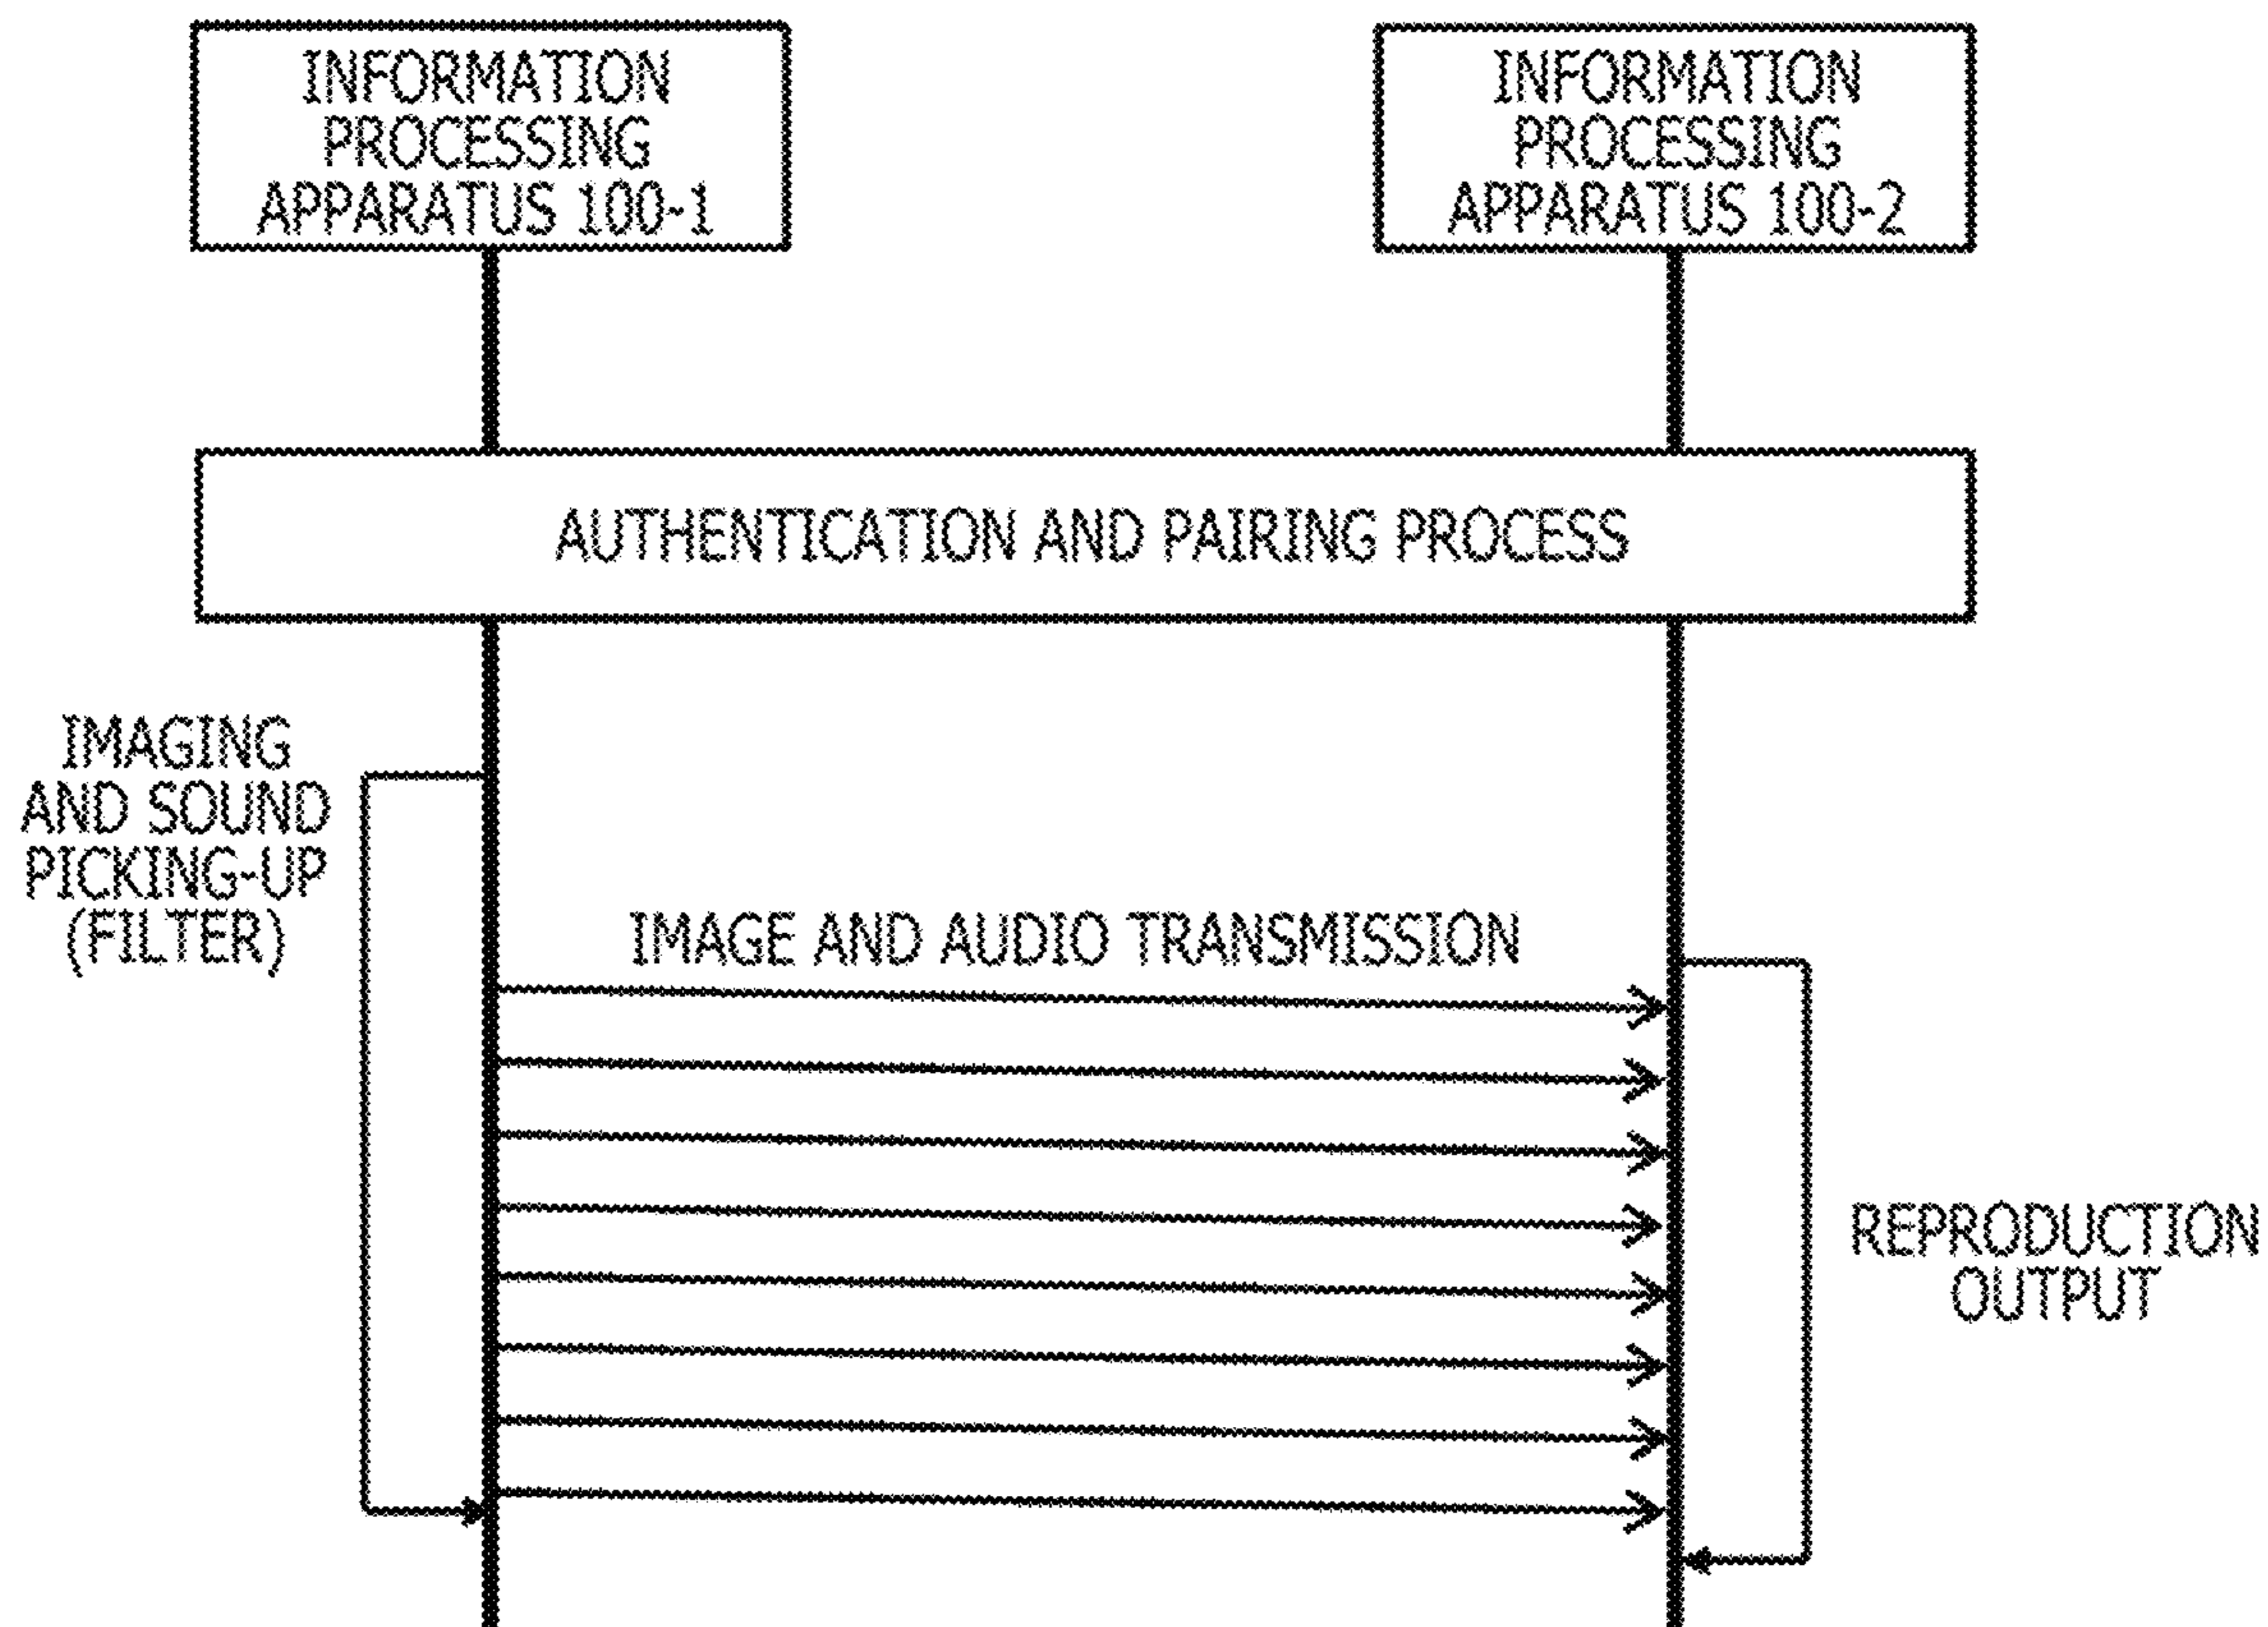 INFORMATION
PROCESSING
APPARATUS 100-1
INFORMATION
PROCESSING
APPARATUS 100-2
AUTHENTICATION AND PAIRING PROCESS
IMAGING
AND SOUND
PICKING-UP
(FILTER)
IMAGE AND AUDIO TRANSMISSION
REPRODUCTION
OUTPUT